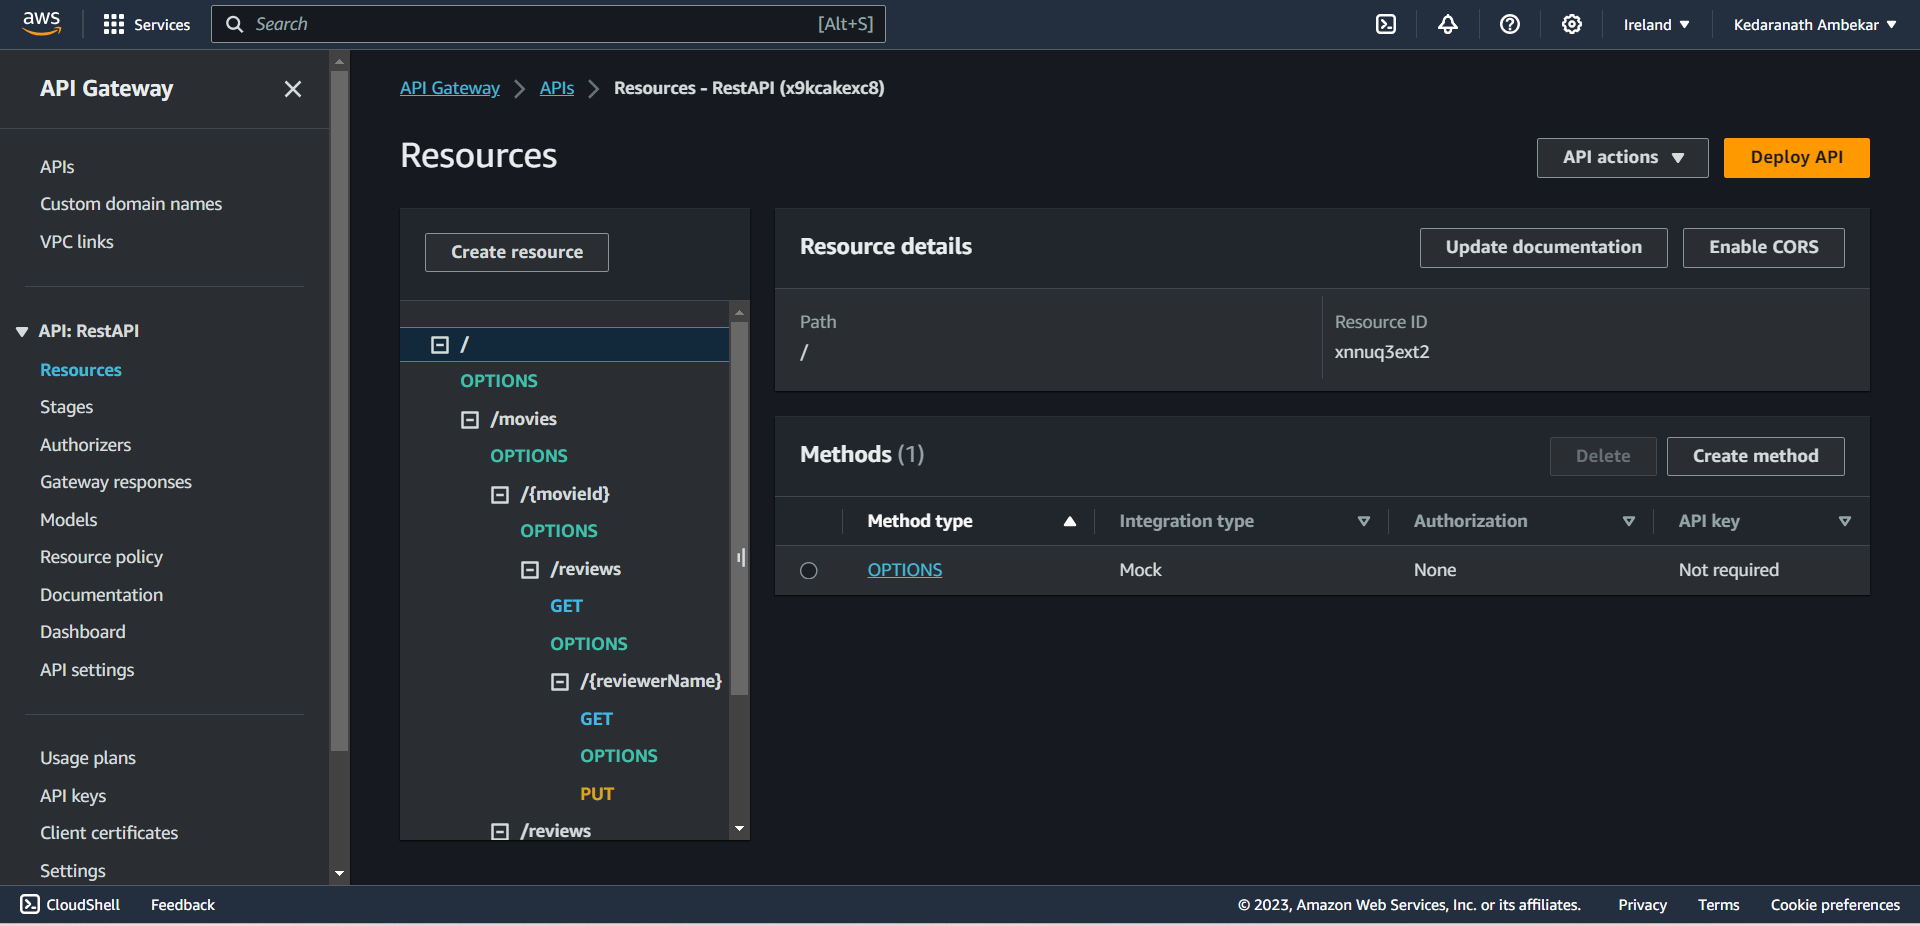 aws Services Search [Alt+S] Ireland Kedaranath Ambekar
API Gateway
APIs
Custom domain names
VPC links
API: RestAPI
Resources
Stages
Authorizers
Gateway responses
Models
Resource policy
Documentation
Dashboard
API settings
Usage plans
API keys
Client certificates
Settings
API Gateway APIs Resources - RestAPI (x9kcakexc8)
Resources
API actions Deploy API
Create resource
/
OPTIONS
/movies
OPTIONS
/{movieId}
OPTIONS
/reviews
GET
OPTIONS
/{reviewerName}
GET
OPTIONS
PUT
/reviews
Resource details Update documentation Enable CORS
Path Resource ID
/ xnnuq3ext2
Methods (1) Delete Create method
Method type Integration type Authorization API key
OPTIONS Mock None Not required
CloudShell Feedback © 2023, Amazon Web Services, Inc. or its affiliates. Privacy Terms Cookie preferences